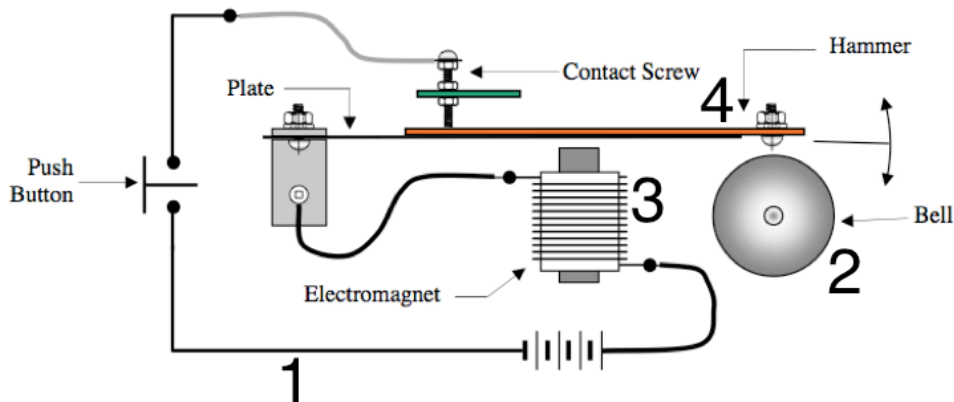 Hammer
Contact Screw
4
Plate
Push
Button
3
Bell
2
Electromagnet
1